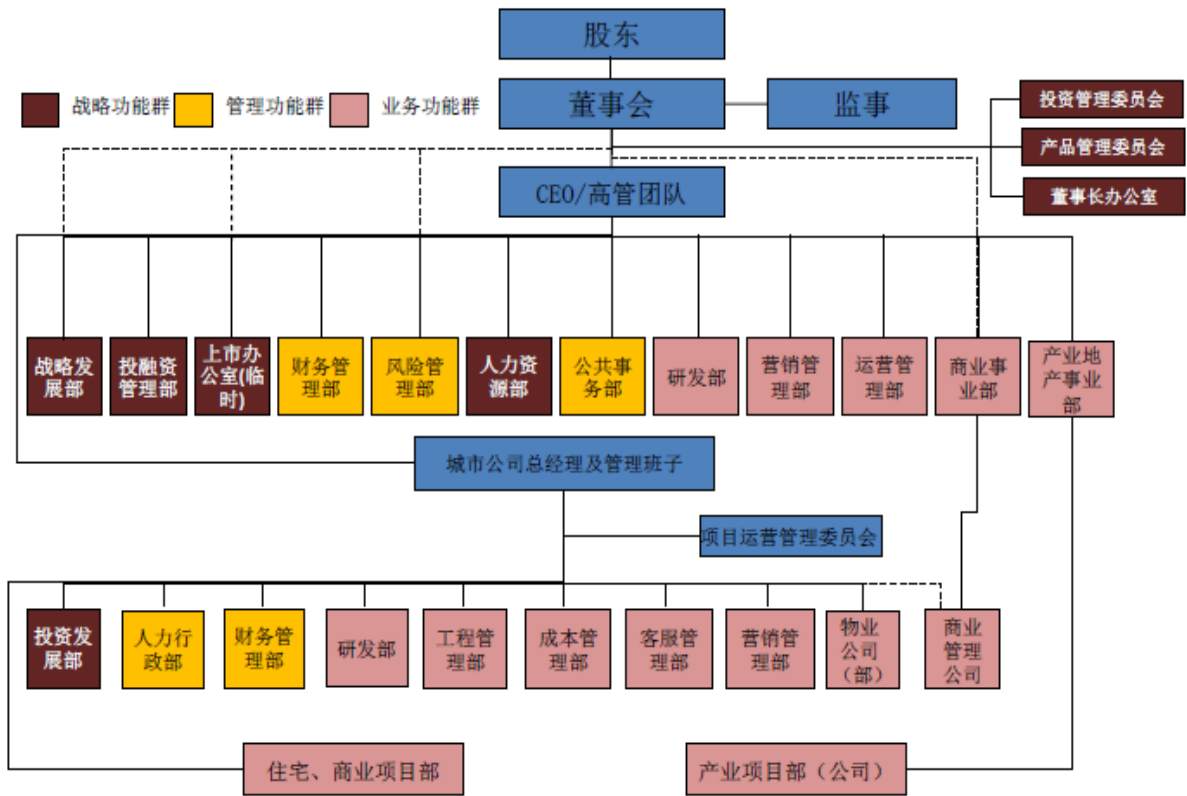 股东
战略功能群
管理功能群
业务功能群
董事会
监事
投资管理委员会
产品管理委员会
董事长办公室
CEO/高管团队
战略发
展部
投融资
管理部
上市办
公室(临
时)
财务管
理部
风险管
理部
人力资
源部
公共事
务部
研发部
营销管
理部
运营管
理部
商业事
业部
产业地
产事业
部
城市公司总经理及管理班子
项目运营管理委员会
投资发
展部
人力行
政部
财务管
理部
研发部
工程管
理部
成本管
理部
客服管
理部
营销管
理部
物业
公司
（部）
商业
管理
公司
住宅、商业项目部
产业项目部（公司）